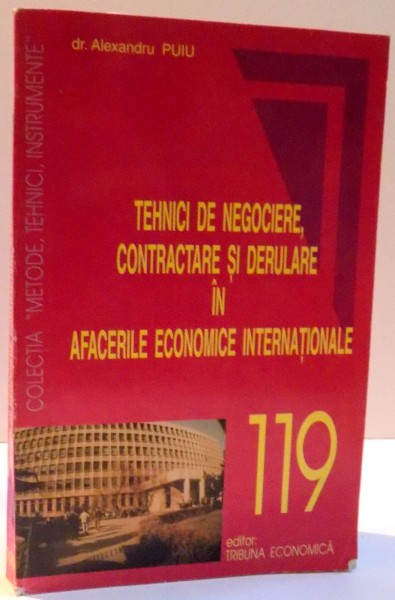 dr. Alexandru PUIU
COLECȚIA "METODE, TEHNICI, INSTRUMENTE"
TEHNICI DE NEGOCIERE,
CONTRACTARE ȘI DERULARE
ÎN
AFACERILE ECONOMICE INTERNAȚIONALE
119
editor:
TRIBUNA ECONOMICĂ